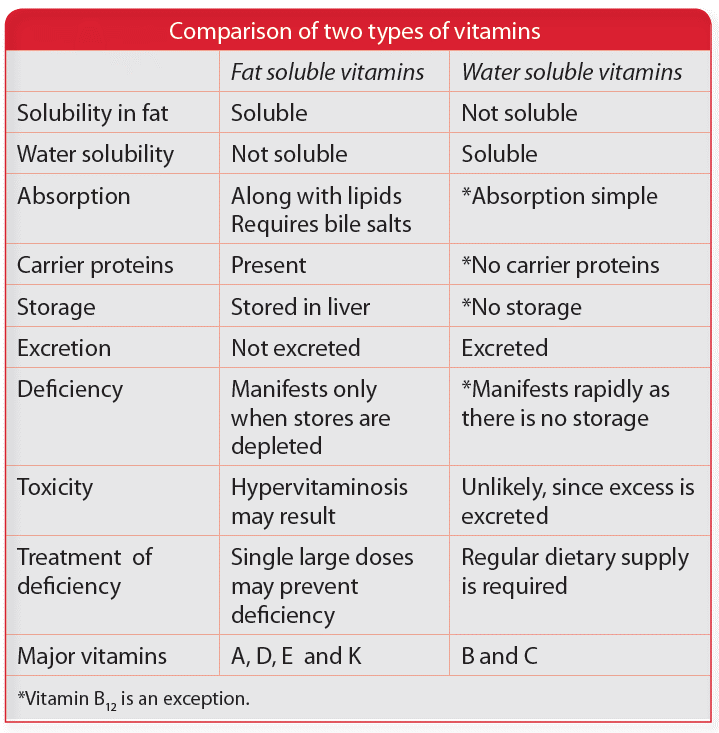 Comparison of two types of vitamins
Fat soluble vitamins Water soluble vitamins
Solubility in fat Soluble Not soluble
Water solubility Not soluble Soluble
Absorption Along with lipids *Absorption simple
Requires bile salts
Carrier proteins Present *No carrier proteins
Storage Stored in liver *No storage
Excretion Not excreted Excreted
Deficiency Manifests only *Manifests rapidly as
when stores are there is no storage
depleted
Toxicity Hypervitaminosis Unlikely, since excess is
may result excreted
Treatment of Single large doses Regular dietary supply
deficiency may prevent is required
deficiency
Major vitamins A, D, E and K B and C
*Vitamin B₁₂ is an exception.